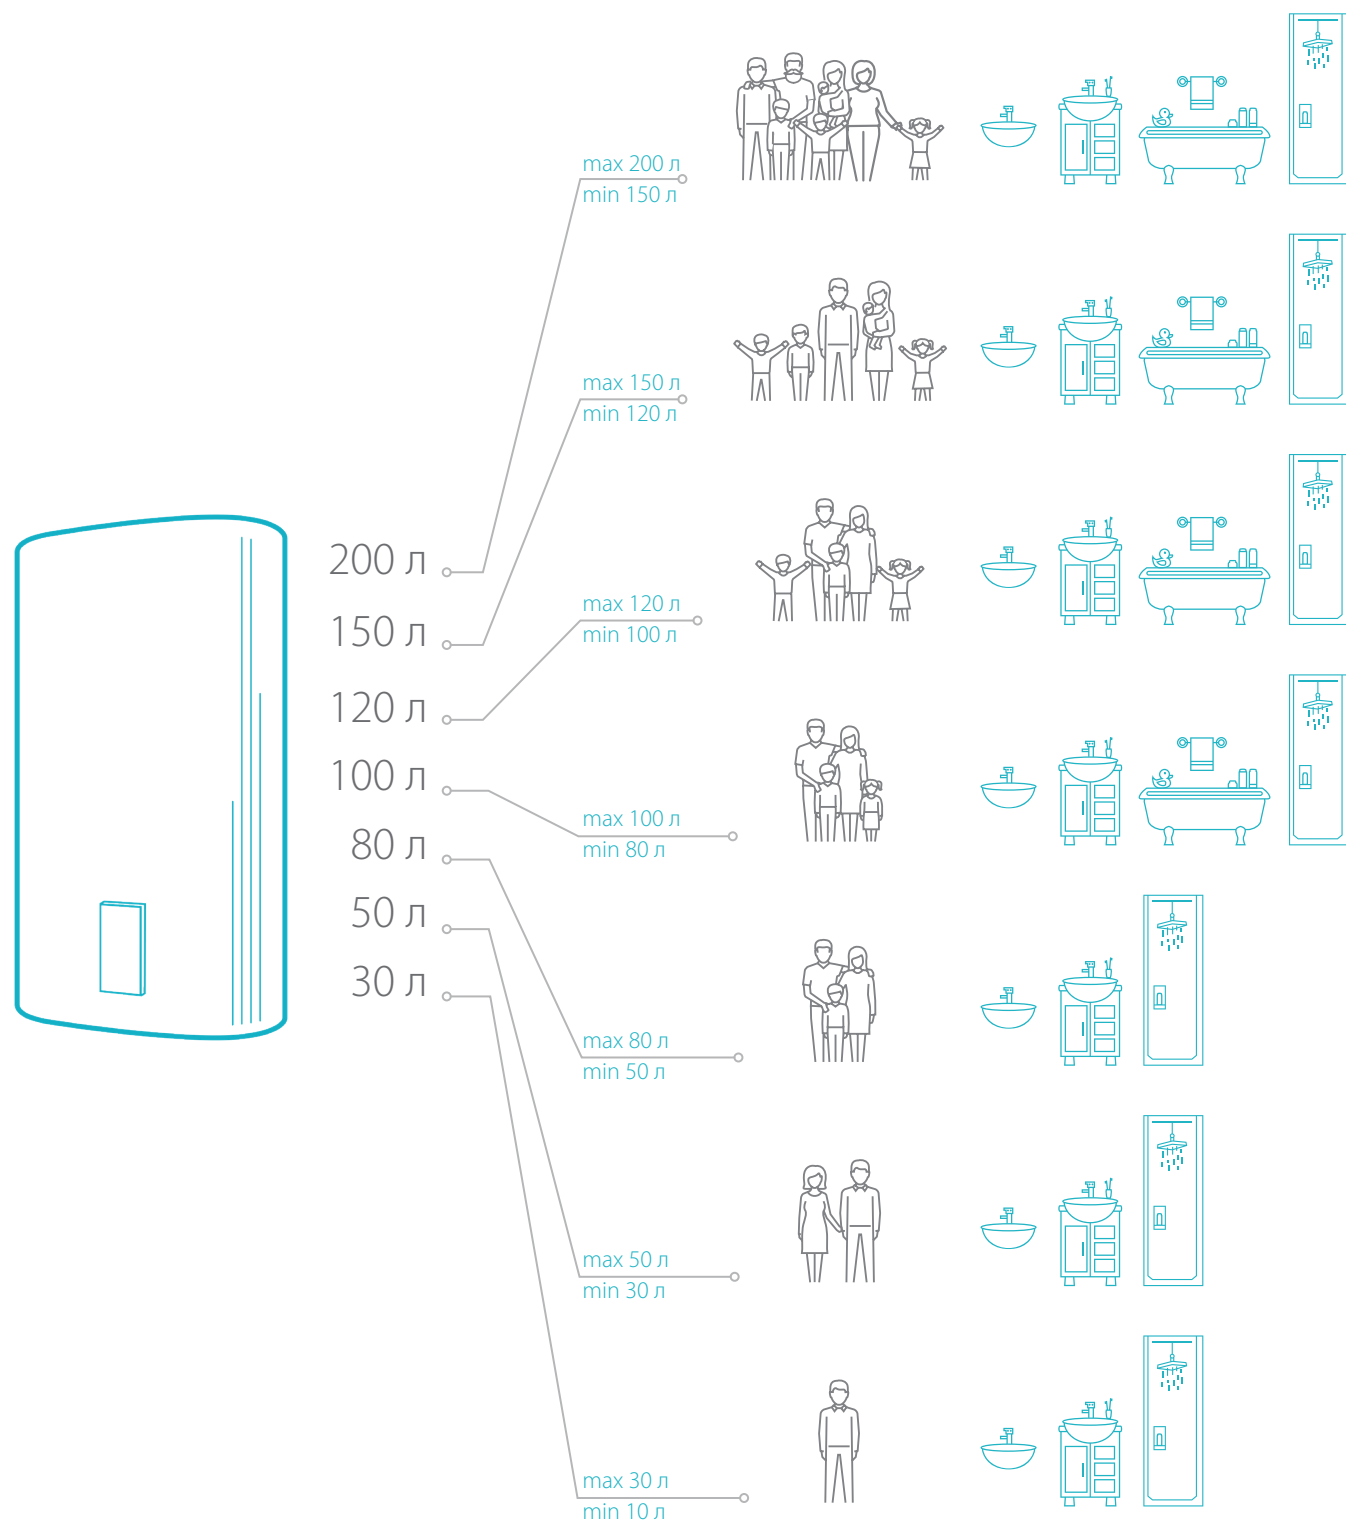 200 л
150 л
120 л
100 л
80 л
50 л
30 л
max 200 л
min 150 л
max 150 л
min 120 л
max 120 л
min 100 л
max 100 л
min 80 л
max 80 л
min 50 л
max 50 л
min 30 л
max 30 л
min 10 л